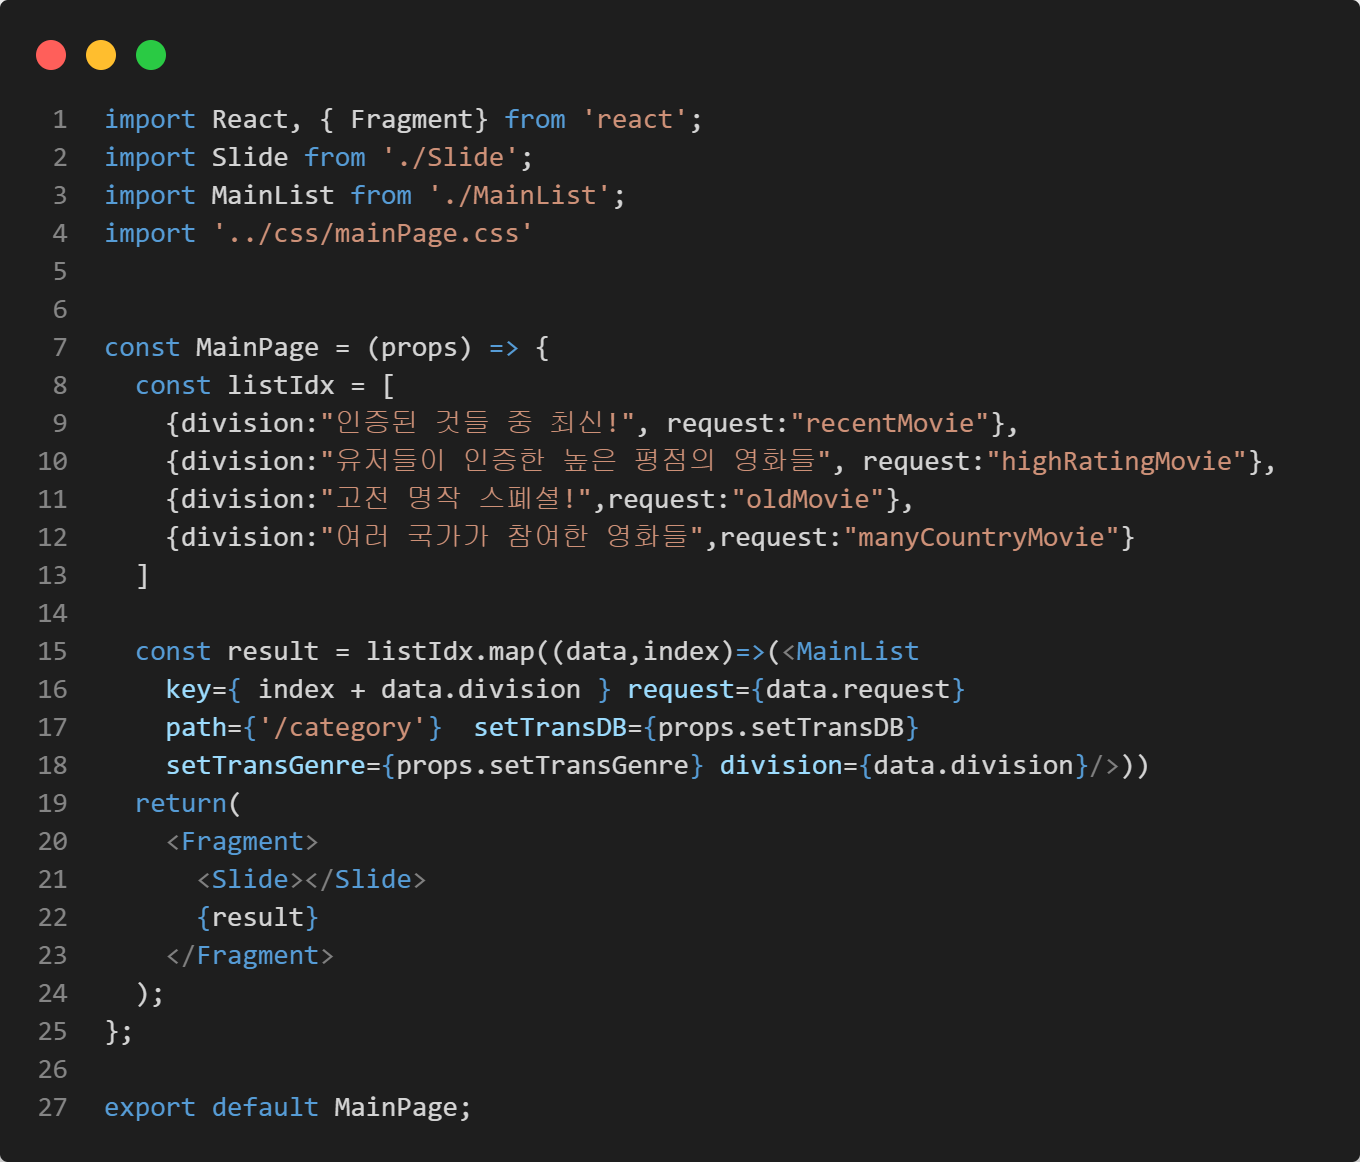 1 import React, { Fragment} from 'react';
2 import Slide from './Slide';
3 import MainList from './MainList';
4 import '../css/mainPage.css'
5
6
7 const MainPage = (props) => {
8   const listIdx = [
9     {division:"인증된 것들 중 최신!", request:"recentMovie"},
10     {division:"유저들이 인증한 높은 평점의 영화들", request:"highRatingMovie"},
11     {division:"고전 명작 스페셜!",request:"oldMovie"},
12     {division:"여러 국가가 참여한 영화들",request:"manyCountryMovie"}
13   ]
14
15   const result = listIdx.map((data,index)=>(<MainList
16     key={ index + data.division } request={data.request}
17     path={'/category'}  setTransDB={props.setTransDB}
18     setTransGenre={props.setTransGenre} division={data.division}/>))
19   return(
20     <Fragment>
21       <Slide></Slide>
22       {result}
23     </Fragment>
24   );
25 };
26
27 export default MainPage;